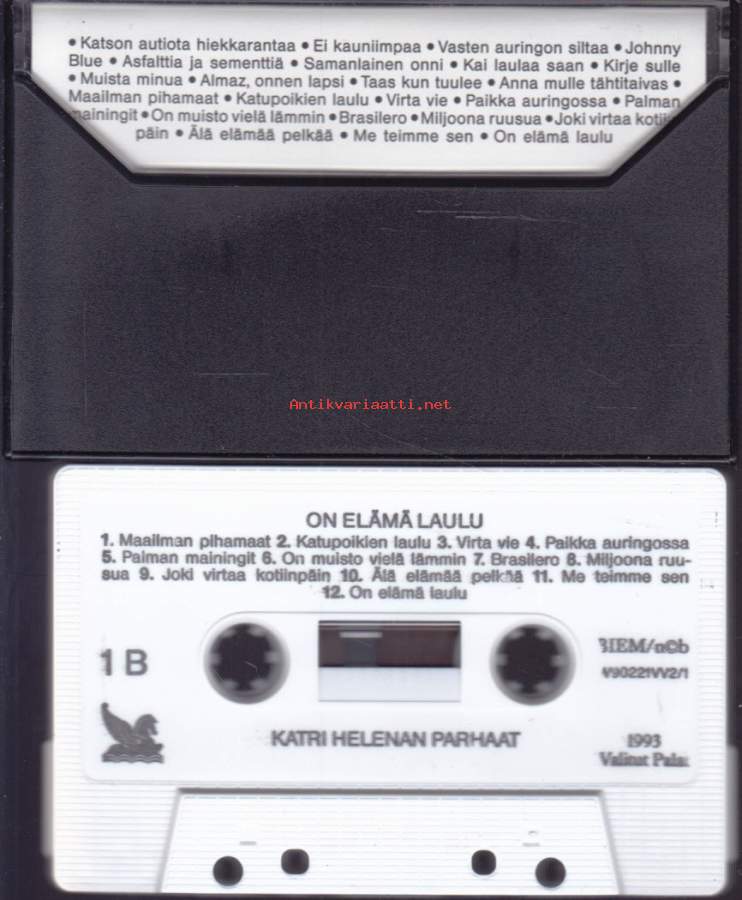 • Katson autiota hiekkarantaa • Ei kauniimpaa • Vasten auringon siltaa • Johnny
Blue • Asfalttia ja sementtiä • Samanlainen onni • Kai laulaa saan • Kirje sulle
• Muista minua • Almaz, onnen lapsi • Taas kun tuulee • Anna mulle tähtitaivas •
Maailman pihamaat • Katupoikien laulu • Virta vie • Paikka auringossa • Palman
mainingit • On muisto vielä lämmin • Brasilero • Miljoona ruusua • Joki virtaa kotiin-
päin • Älä elämää pelkää • Me teimme sen • On elämä laulu
Antikvariaatti.net
ON ELÄMÄ LAULU
1. Maailman pihamaat 2. Katupoikien laulu 3. Virta vie 4. Paikka auringossa
5. Palman mainingit 6. On muisto vielä lämmin 7. Brasilero 8. Miljoona ruu-
sua 9. Joki virtaa kotiinpäin 10. Älä elämää pelkää 11. Me teimme sen
12. On elämä laulu
1 B
BIEM/n©b
KATRI HELENAN PARHAAT
1993
Valitut Palat